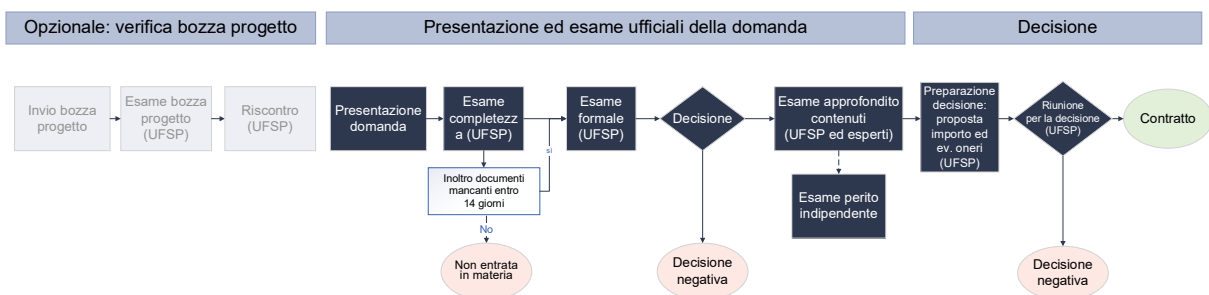 Opzionale: verifica bozza progetto
Presentazione ed esame ufficiali della domanda
Decisione
Invio bozza
progetto
Esame bozza
progetto
(UFSP)
Riscontro
(UFSP)
Presentazione
domanda
Esame
completezz
a (UFSP)
si
Inoltro documenti
mancanti entro
14 giorni
No
Non entrata
in materia
Esame
formale
(UFSP)
Decisione
Decisione
negativa
Esame approfondito
contenuti
(UFSP ed esperti)
Esame perito
indipendente
Preparazione
decisione:
proposta
importo ed
ev. oneri
(UFSP)
Riunione
per la decisione
(UFSP)
Decisione
negativa
Contratto